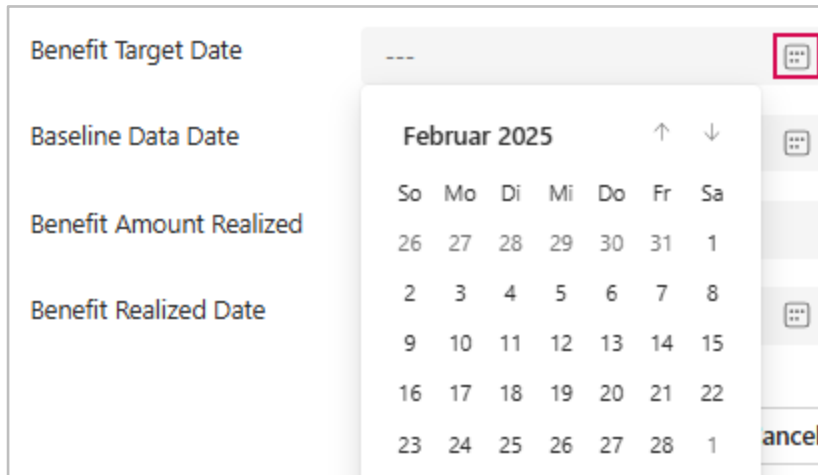 Benefit Target Date
---
Februar 2025
So Mo Di Mi Do Fr Sa
26 27 28 29 30 31 1
2 3 4 5 6 7 8
9 10 11 12 13 14 15
16 17 18 19 20 21 22
23 24 25 26 27 28 1
Baseline Data Date
Benefit Amount Realized
Benefit Realized Date
ancel